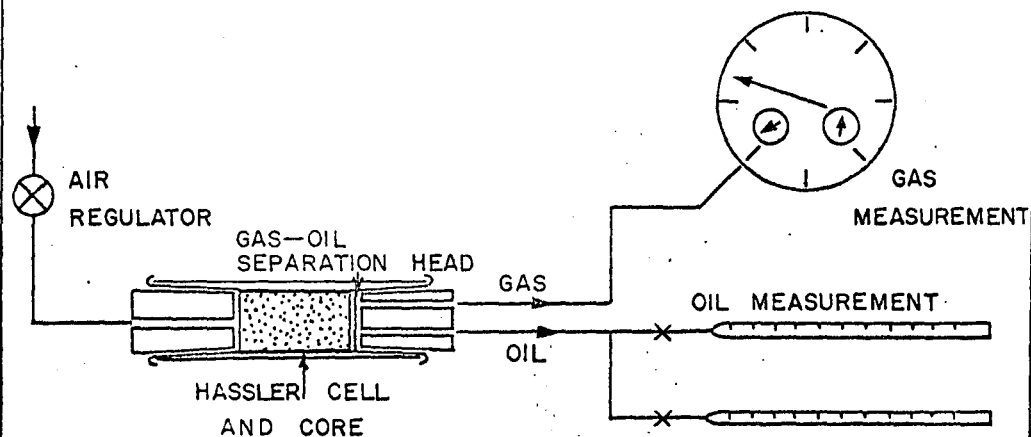 AIR
REGULATOR
GAS—OIL
SEPARATION HEAD
GAS
OIL
HASSLER CELL
AND CORE
GAS
MEASUREMENT
OIL MEASUREMENT